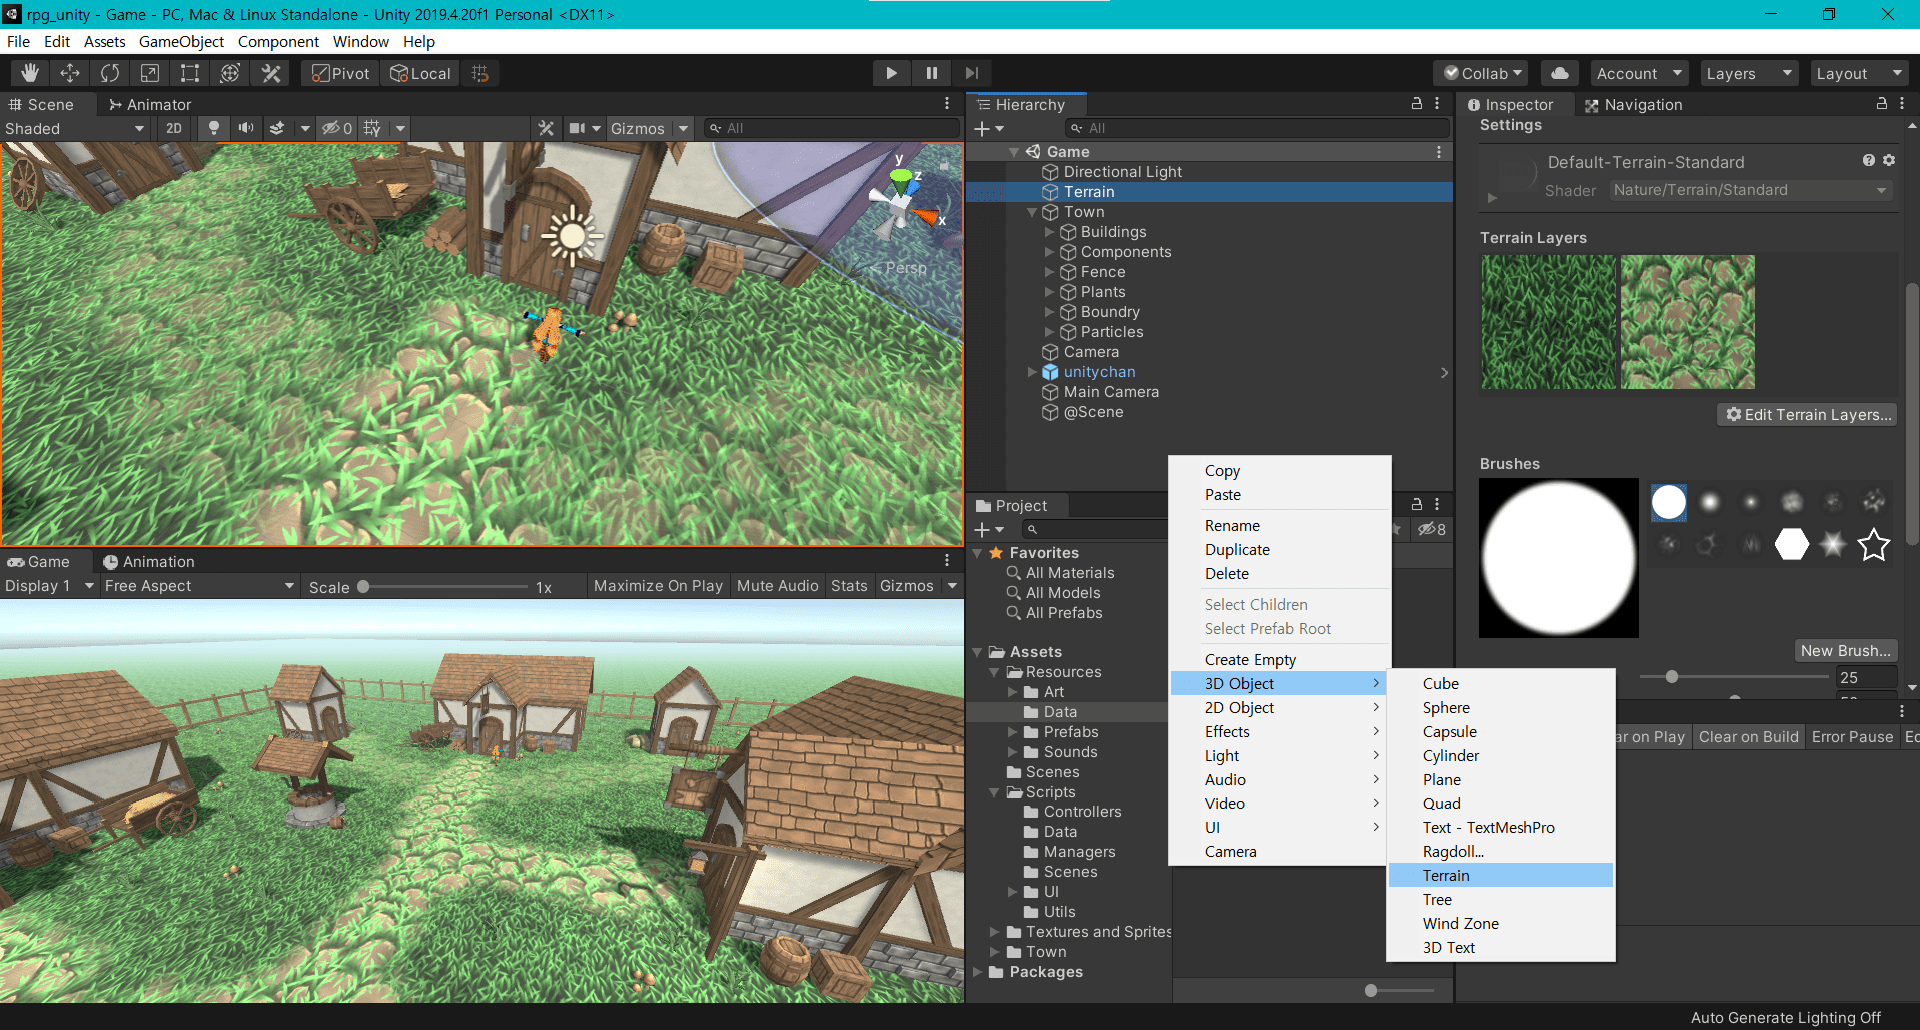 rpg_unity - Game - PC, Mac & Linux Standalone - Unity 2019.4.20f1 Personal <DX11>
File Edit Assets GameObject Component Window Help
Pivot Local Collab Account Layers Layout
Scene Animator
Shaded 2D 0 Gizmos All
y
z
x
Persp
Game Animation
Display 1 Free Aspect Scale 1x Maximize On Play Mute Audio Stats Gizmos
Hierarchy
All
Game
Directional Light
Terrain
Town
Buildings
Components
Fence
Plants
Boundry
Particles
Camera
unitychan
Main Camera
@Scene
Project
8
Favorites
All Materials
All Models
All Prefabs
Assets
Resources
Art
Data
Prefabs
Sounds
Scenes
Scripts
Controllers
Data
Managers
Scenes
UI
Utils
Textures and Sprites
Town
Packages
Copy
Paste
Rename
Duplicate
Delete
Select Children
Select Prefab Root
Create Empty
3D Object
2D Object
Effects
Light
Audio
Video
UI
Camera
Cube
Sphere
Capsule
Cylinder
Plane
Quad
Text - TextMeshPro
Ragdoll...
Terrain
Tree
Wind Zone
3D Text
Inspector Navigation
Settings
Default-Terrain-Standard
Shader Nature/Terrain/Standard
Terrain Layers
Edit Terrain Layers...
Brushes
New Brush...
25
ar on Play Clear on Build Error Pause Ec
Auto Generate Lighting Off